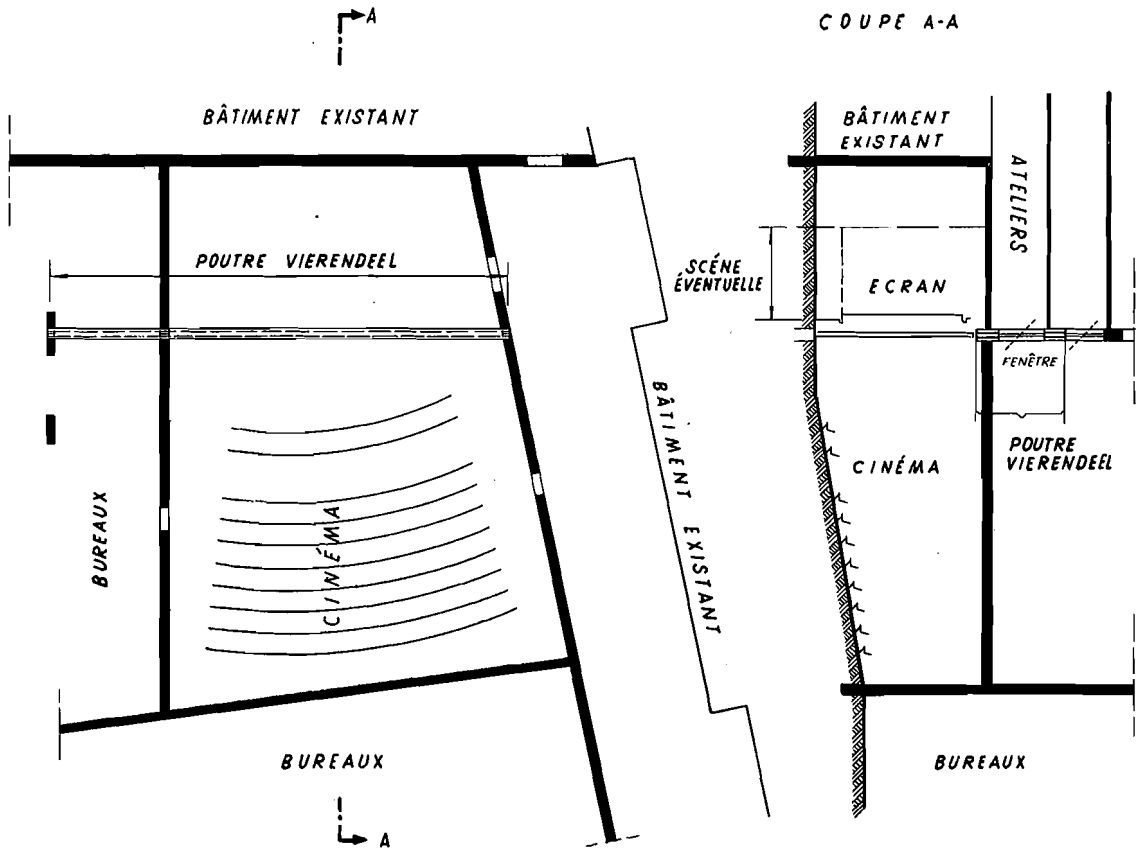 A
COUPE A-A
BÂTIMENT EXISTANT
POUTRE VIERENDEEL
BUREAUX
CINÉMA
BÂTIMENT EXISTANT
BUREAUX
A
BÂTIMENT
EXISTANT
ATELIERS
SCÉNE
ÉVENTUELLE
ECRAN
FENÊTRE
CINÉMA
POUTRE
VIERENDEEL
BUREAUX